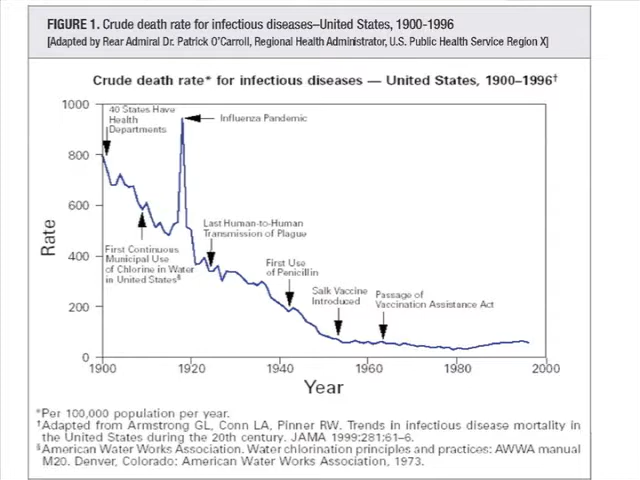 FIGURE 1. Crude death rate for infectious diseases–United States, 1900-1996
[Adapted by Rear Admiral Dr. Patrick O'Carroll, Regional Health Administrator, U.S. Public Health Service Region X]
Crude death rate* for infectious diseases — United States, 1900–1996†
1000
800
600
400
200
0
Rate
40 States Have
Health
Departments
Influenza Pandemic
First Continuous
Municipal Use
of Chlorine in Water
in United States§
Last Human-to-Human
Transmission of Plague
First Use
of Penicillin
Salk Vaccine
Introduced
Passage of
Vaccination Assistance Act
1900
1920
1940
1960
1980
2000
Year
*Per 100,000 population per year.
†Adapted from Armstrong GL, Conn LA, Pinner RW. Trends in infectious disease mortality in
the United States during the 20th century. JAMA 1999:281:61–6.
§American Water Works Association. Water chlorination principles and practices: AWWA manual
M20. Denver, Colorado: American Water Works Association, 1973.